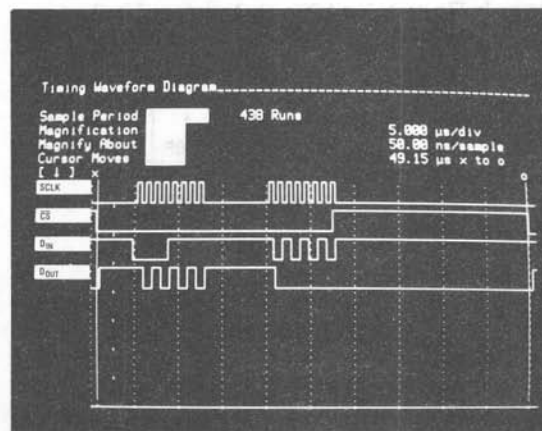 Timing Waveform Diagram
Sample Period 438 Runs
Magnification 5.000 µs/div
Magnify About 50.00 ns/sample
Cursor Moves 49.15 µs x to o
[ ↓ ] x o
SCLK
CS
DIN
DOUT